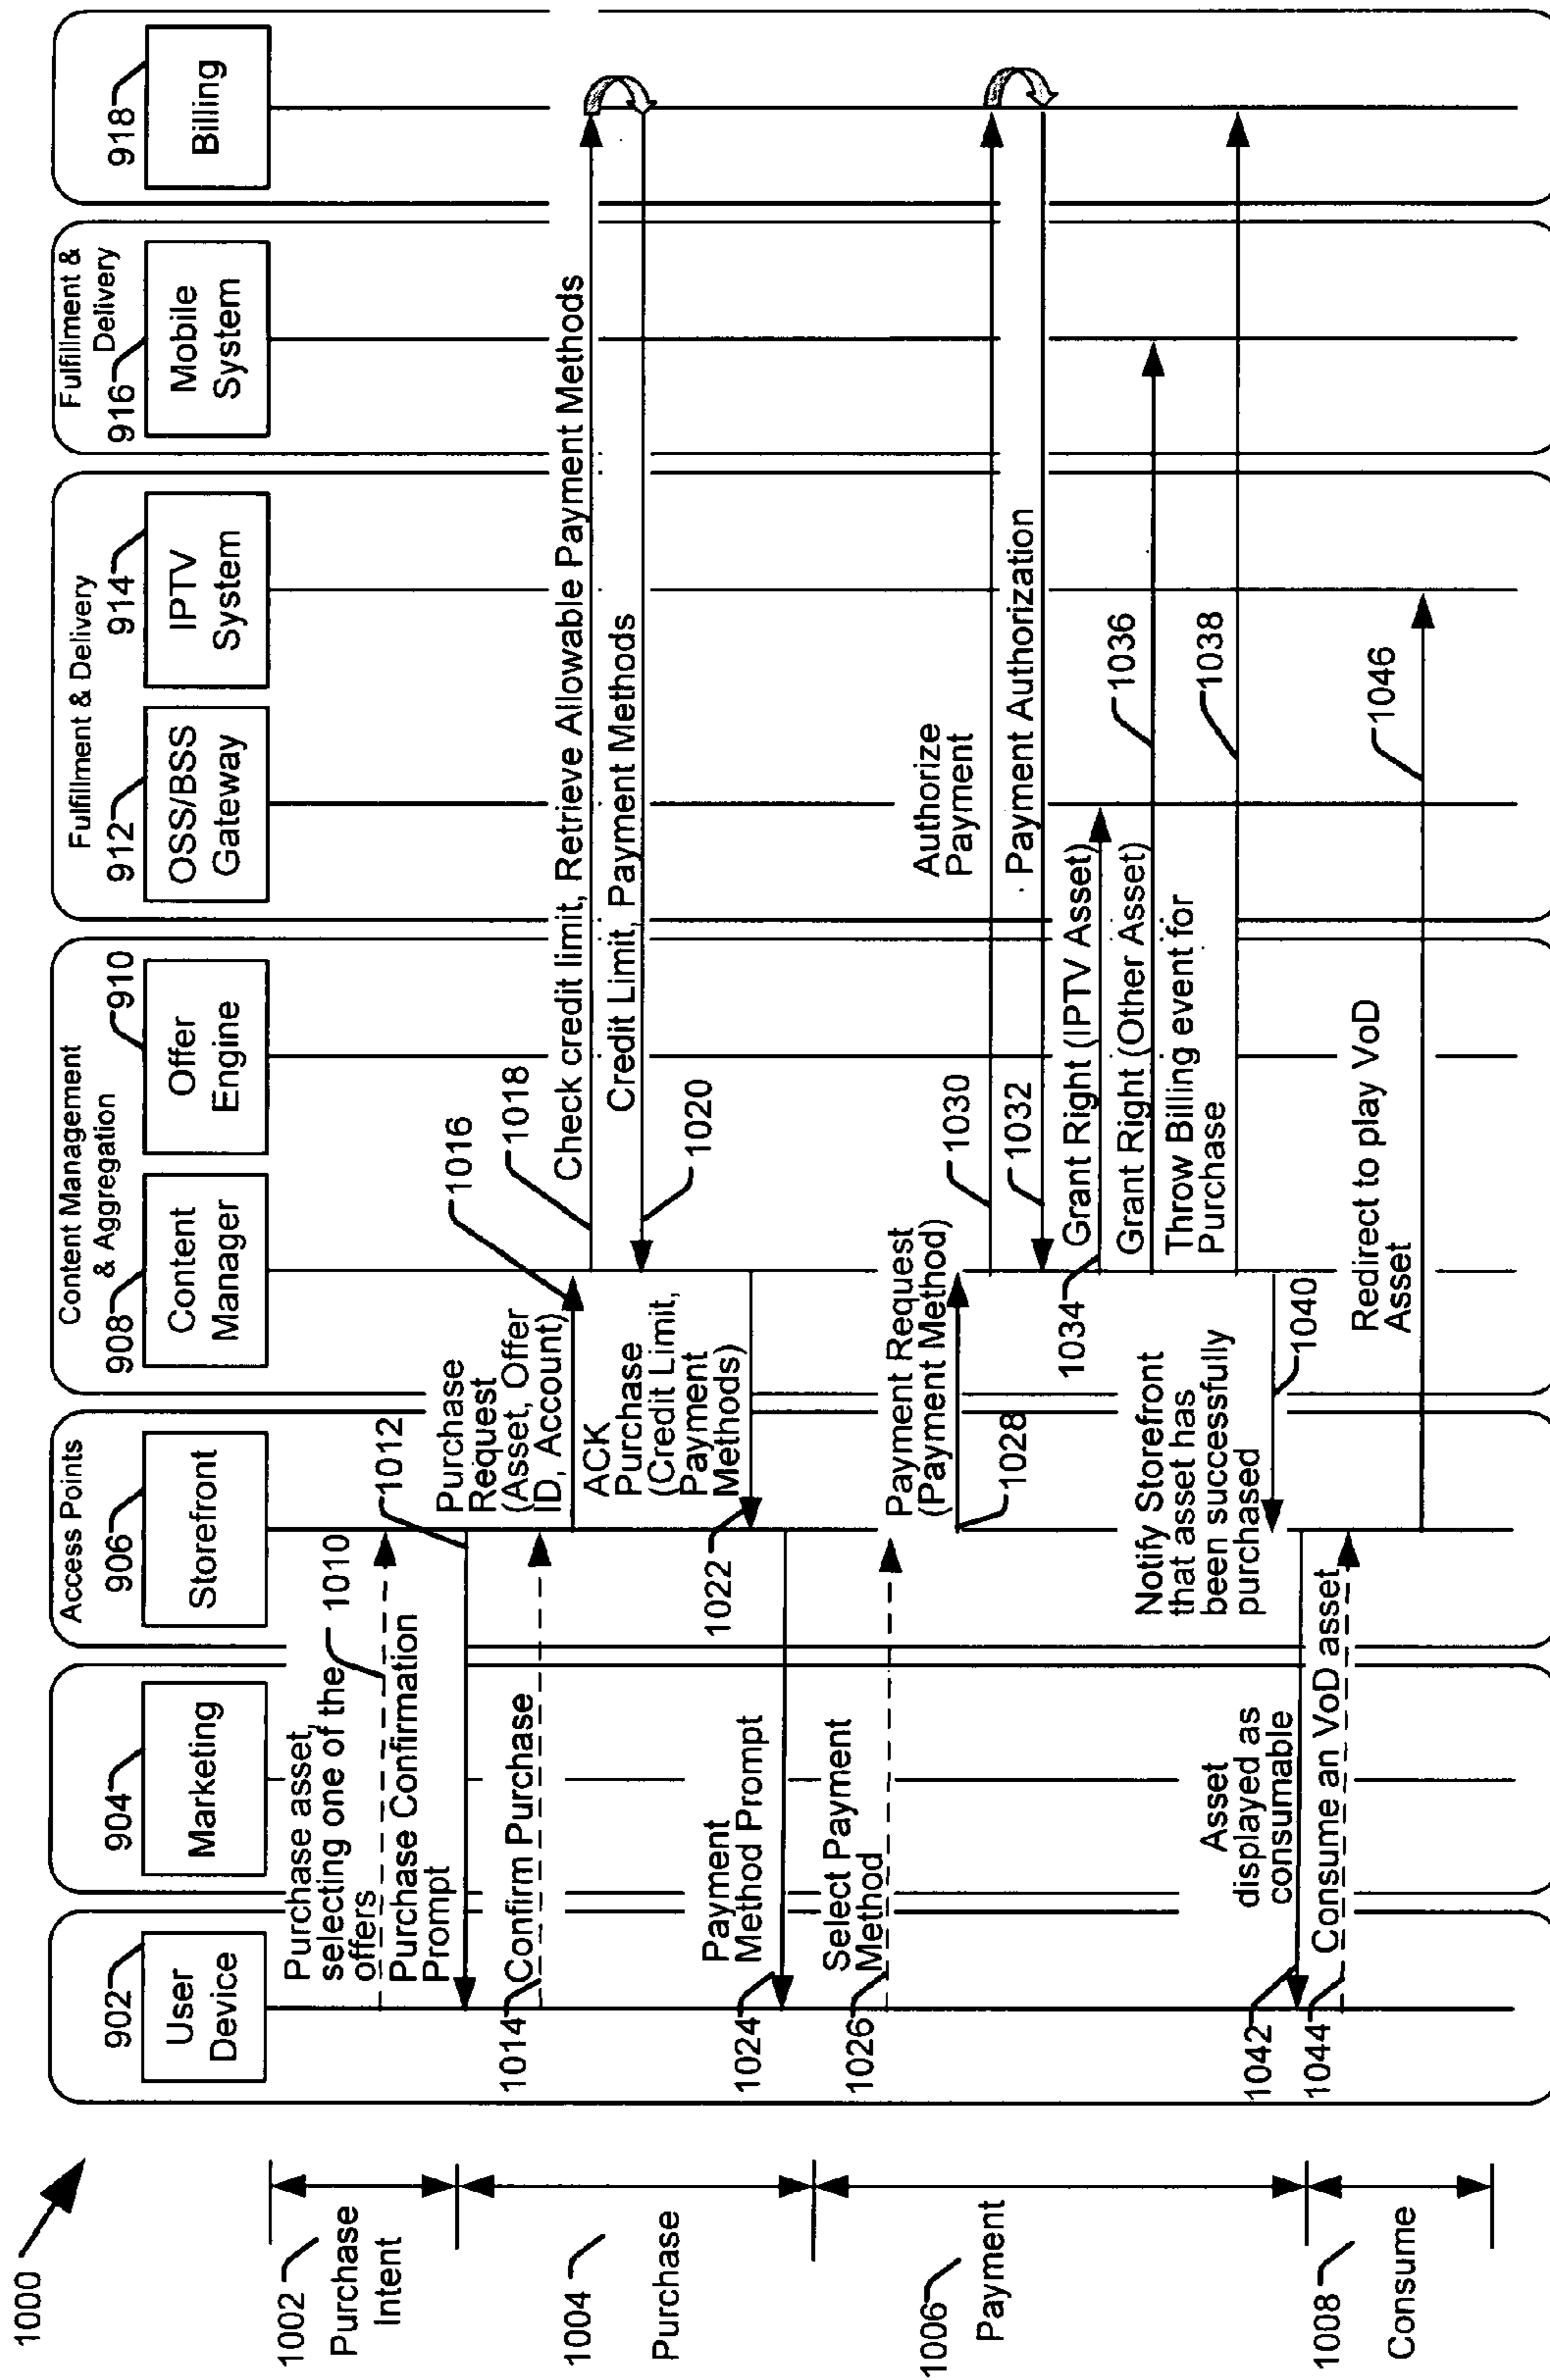 1000
902
User
Device
904
Marketing
Access Points
906
Storefront
Content Management
& Aggregation
908
Content
Manager
910
Offer
Engine
Fulfillment & Delivery
912
OSS/BSS
Gateway
914
IPTV
System
Fulfillment &
Delivery
916
Mobile
System
918
Billing
1002
Purchase
Intent
Purchase asset,
selecting one of the
offers
1010
Purchase Confirmation
Prompt
1012
1004
Purchase
1014
Confirm Purchase
Purchase
Request
(Asset, Offer
ID, Account)
1016
1018
Check credit limit, Retrieve Allowable Payment Methods
Credit Limit, Payment Methods
1020
ACK
Purchase
(Credit Limit,
Payment
Methods)
1022
Payment
Method Prompt
1024
1006
Payment
Select Payment
Method
1026
Payment Request
(Payment Method)
1028
Authorize
Payment
1030
Payment Authorization
1032
Grant Right (IPTV Asset)
1034
Grant Right (Other Asset)
1036
Throw Billing event for
Purchase
1038
Notify Storefront
that asset has
been successfully
purchased
1040
Asset
displayed as
consumable
1042
1008
Consume
1044
Consume an VoD asset
Redirect to play VoD
Asset
1046